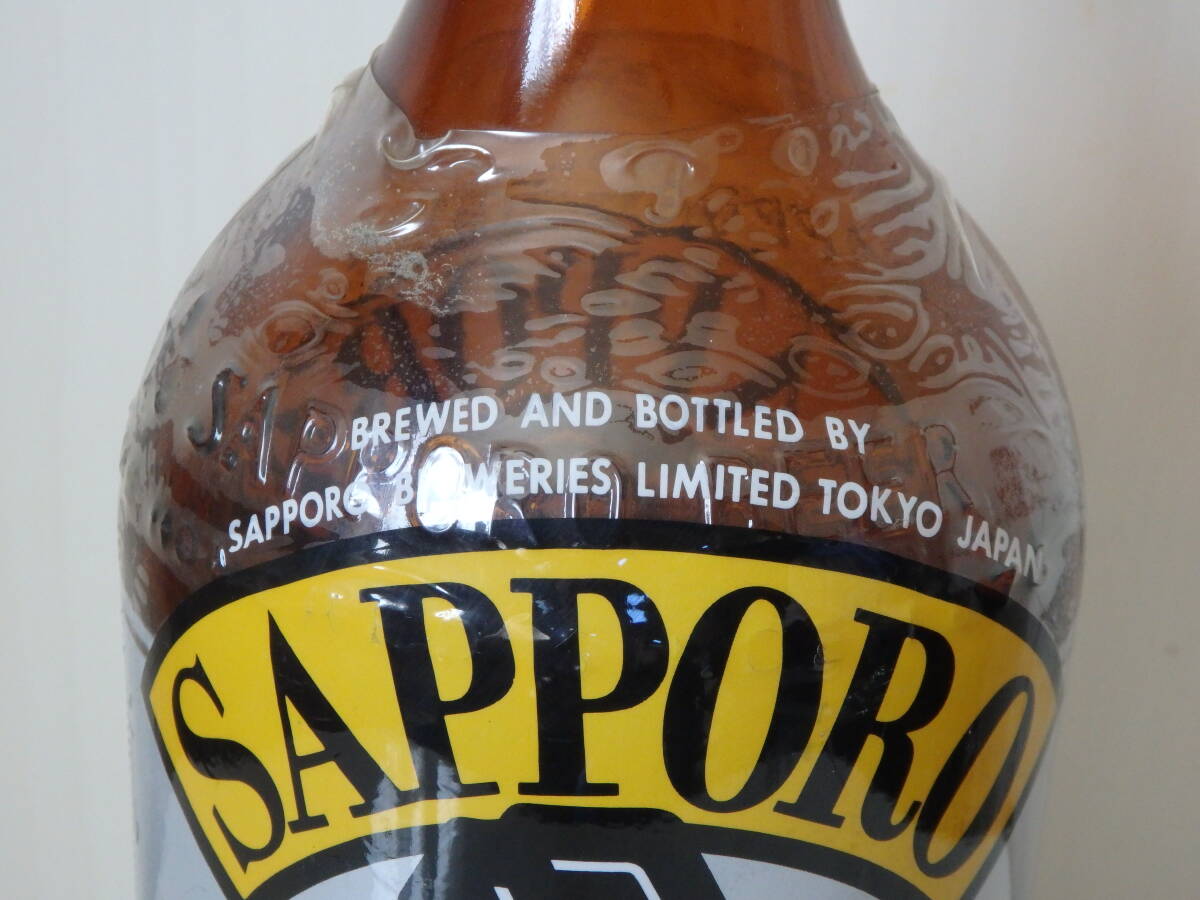 BREWED AND BOTTLED BY
SAPPORO BREWERIES LIMITED TOKYO JAPAN
SAPPORO